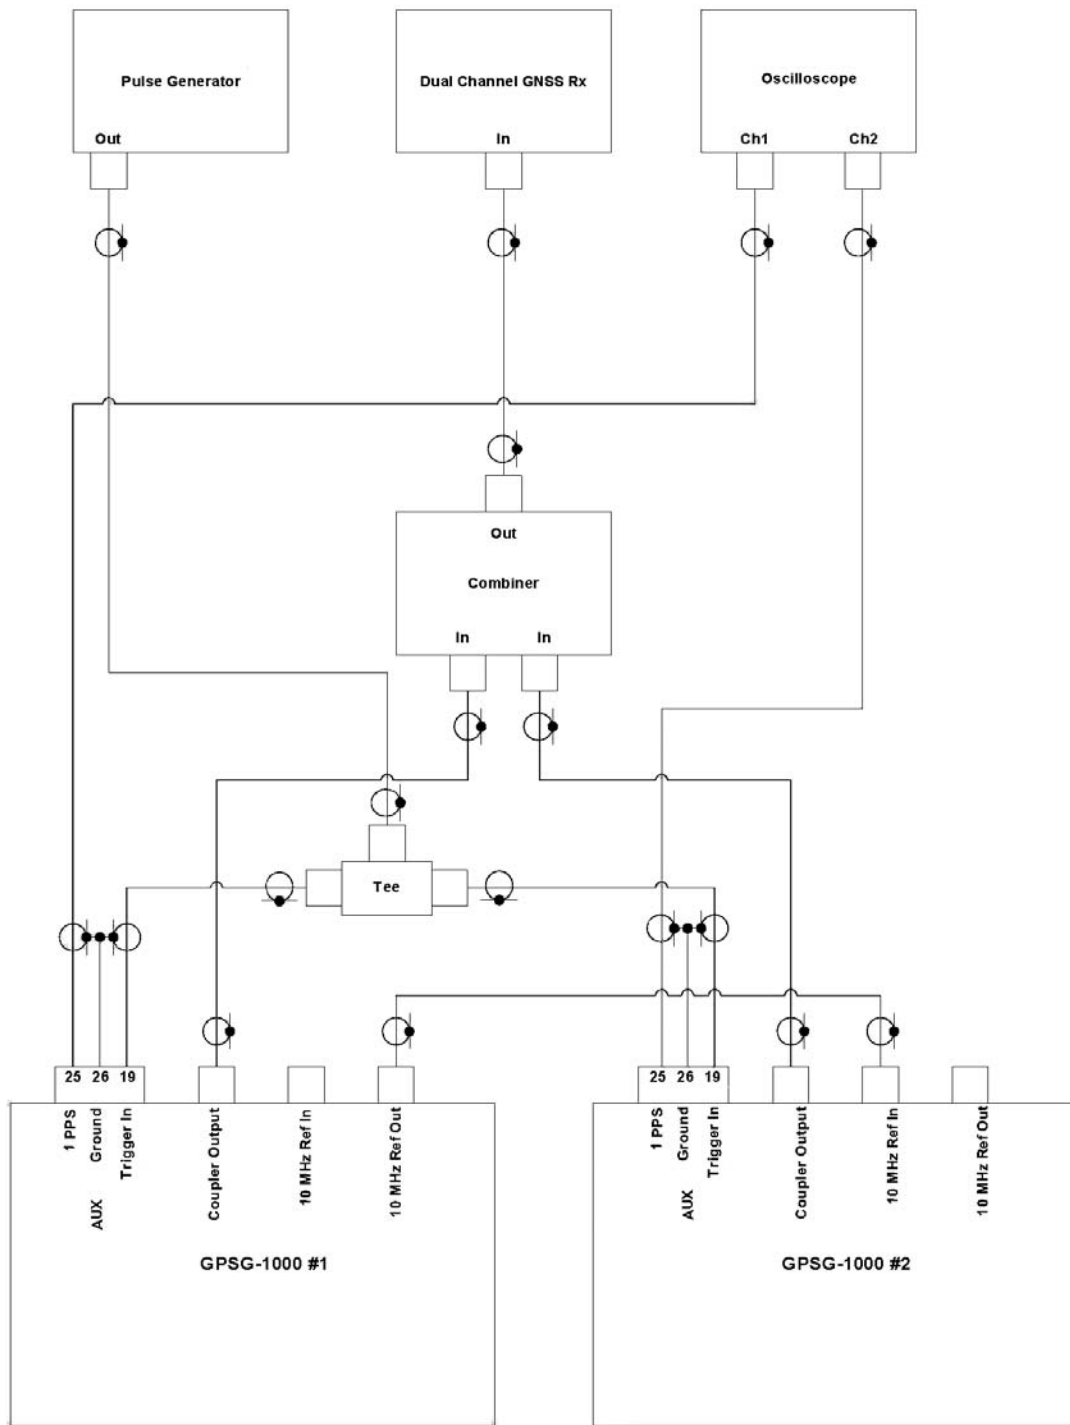 Pulse Generator
Out
Dual Channel GNSS Rx
In
Oscilloscope
Ch1
Ch2
Out
Combiner
In
In
Tee
25
26
19
1 PPS
Ground
Trigger In
AUX
Coupler Output
10 MHz Ref In
10 MHz Ref Out
GPSG-1000 #1
25
26
19
1 PPS
Ground
Trigger In
AUX
Coupler Output
10 MHz Ref In
10 MHz Ref Out
GPSG-1000 #2